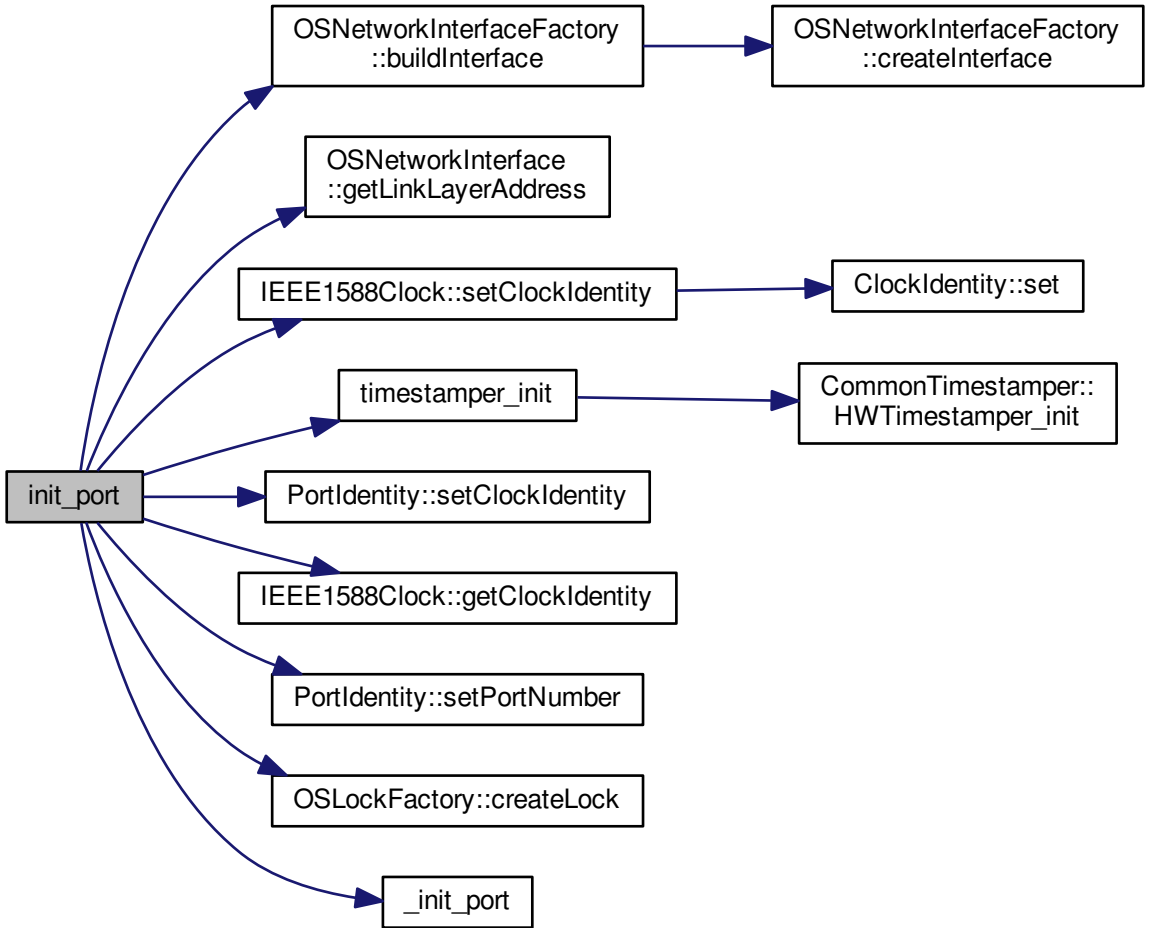 OSNetworkInterfaceFactory
::buildInterface
OSNetworkInterfaceFactory
::createInterface
OSNetworkInterface
::getLinkLayerAddress
IEEE1588Clock::setClockIdentity
ClockIdentity::set
timestamper_init
CommonTimestamper::
HWTimestamper_init
init_port
PortIdentity::setClockIdentity
IEEE1588Clock::getClockIdentity
PortIdentity::setPortNumber
OSLockFactory::createLock
_init_port